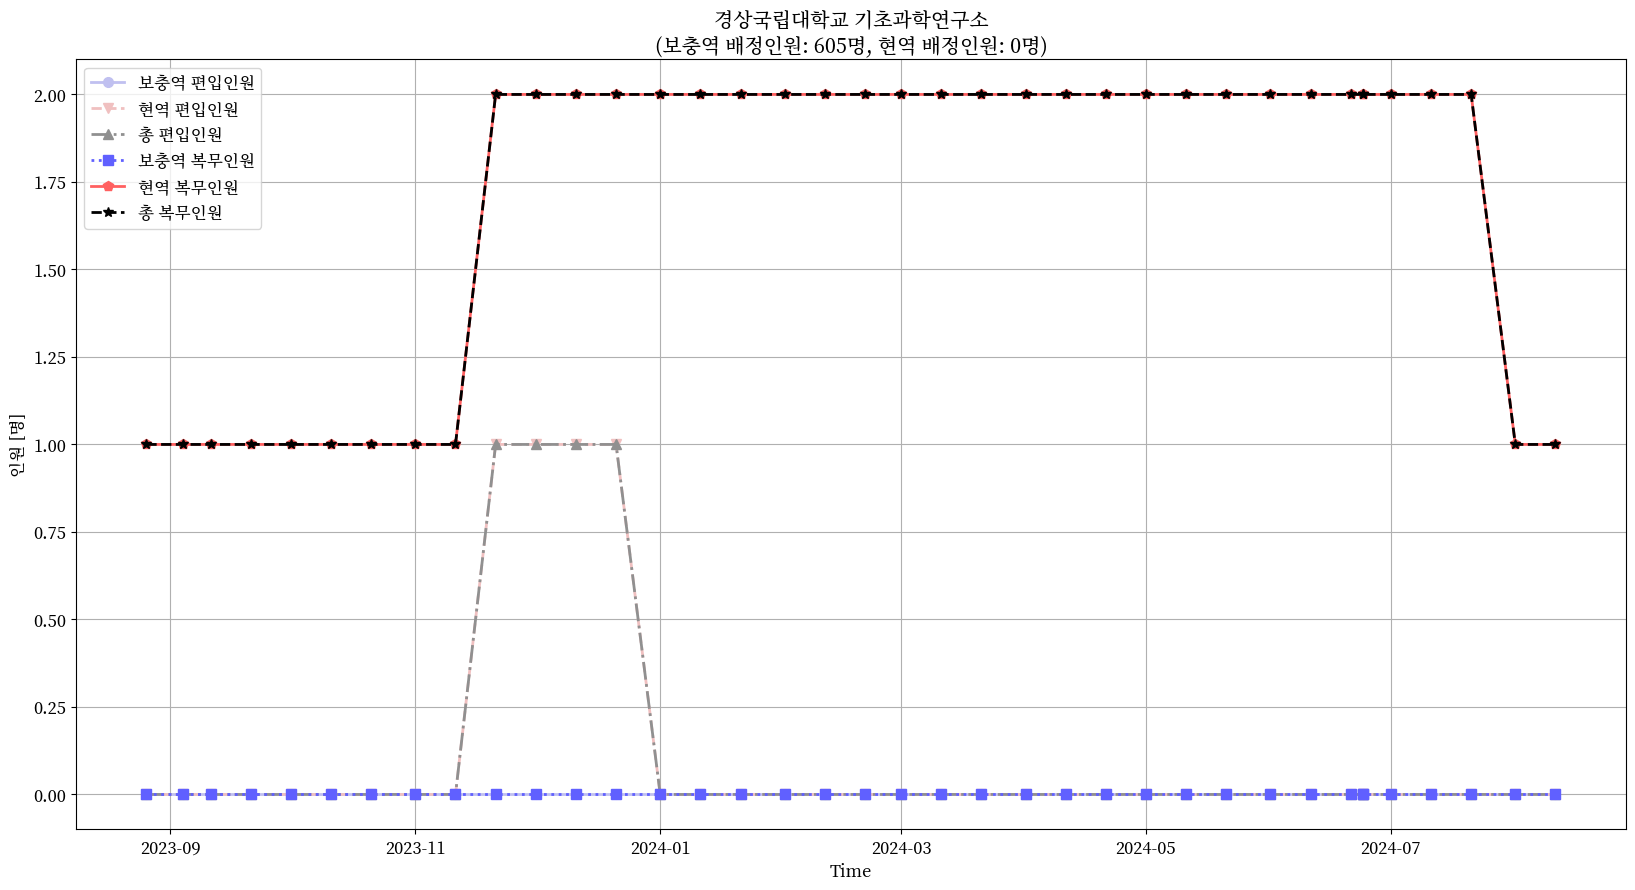 경상국립대학교 기초과학연구소
(보충역 배정인원: 605명, 현역 배정인원: 0명)
보충역 편입인원
현역 편입인원
총 편입인원
보충역 복무인원
현역 복무인원
총 복무인원
2.00
1.75
1.50
1.25
1.00
0.75
0.50
0.25
0.00
인원 [명]
2023-09
2023-11
2024-01
2024-03
2024-05
2024-07
Time